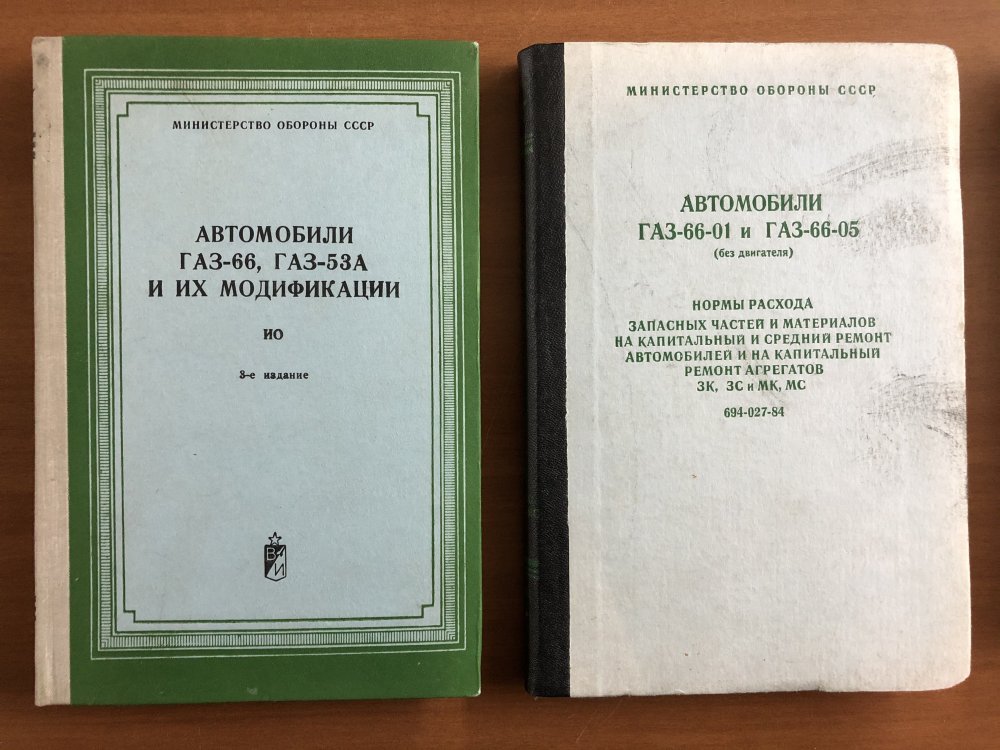 МИНИСТЕРСТВО ОБОРОНЫ СССР
АВТОМОБИЛИ
ГАЗ-66, ГАЗ-53А
И ИХ МОДИФИКАЦИИ
ИО
3-е издание
В
И
МИНИСТЕРСТВО ОБОРОНЫ СССР
АВТОМОБИЛИ
ГАЗ-66-01 и ГАЗ-66-05
(без двигателя)
НОРМЫ РАСХОДА
ЗАПАСНЫХ ЧАСТЕЙ И МАТЕРИАЛОВ
НА КАПИТАЛЬНЫЙ И СРЕДНИЙ РЕМОНТ
АВТОМОБИЛЕЙ И НА КАПИТАЛЬНЫЙ
РЕМОНТ АГРЕГАТОВ
ЗК, ЗС и МК, МС
694-027-84